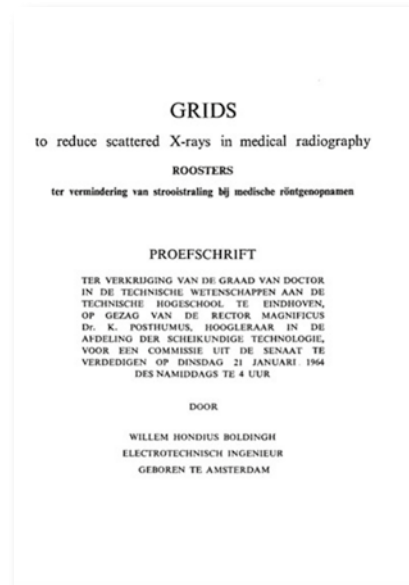 GRIDS
to reduce scattered X-rays in medical radiography
ROOSTERS
ter vermindering van strooistraling bij medische röntgenopnamen
PROEFSCHRIFT
TER VERKRIJGING VAN DE GRAAD VAN DOCTOR
IN DE TECHNISCHE WETENSCHAPPEN AAN DE
TECHNISCHE HOGESCHOOL TE EINDHOVEN,
OP GEZAG VAN DE RECTOR MAGNIFICUS
Dr. K. POSTHUMUS, HOOGLERAAR IN DE
AFDELING DER SCHEIKUNDIGE TECHNOLOGIE,
VOOR EEN COMMISSIE UIT DE SENAAT TE
VERDEDIGEN OP DINSDAG 21 JANUARI 1964
DES NAMIDDAGS TE 4 UUR
DOOR
WILLEM HONDIUS BOLDINGH
ELECTROTECHNISCH INGENIEUR
GEBOREN TE AMSTERDAM